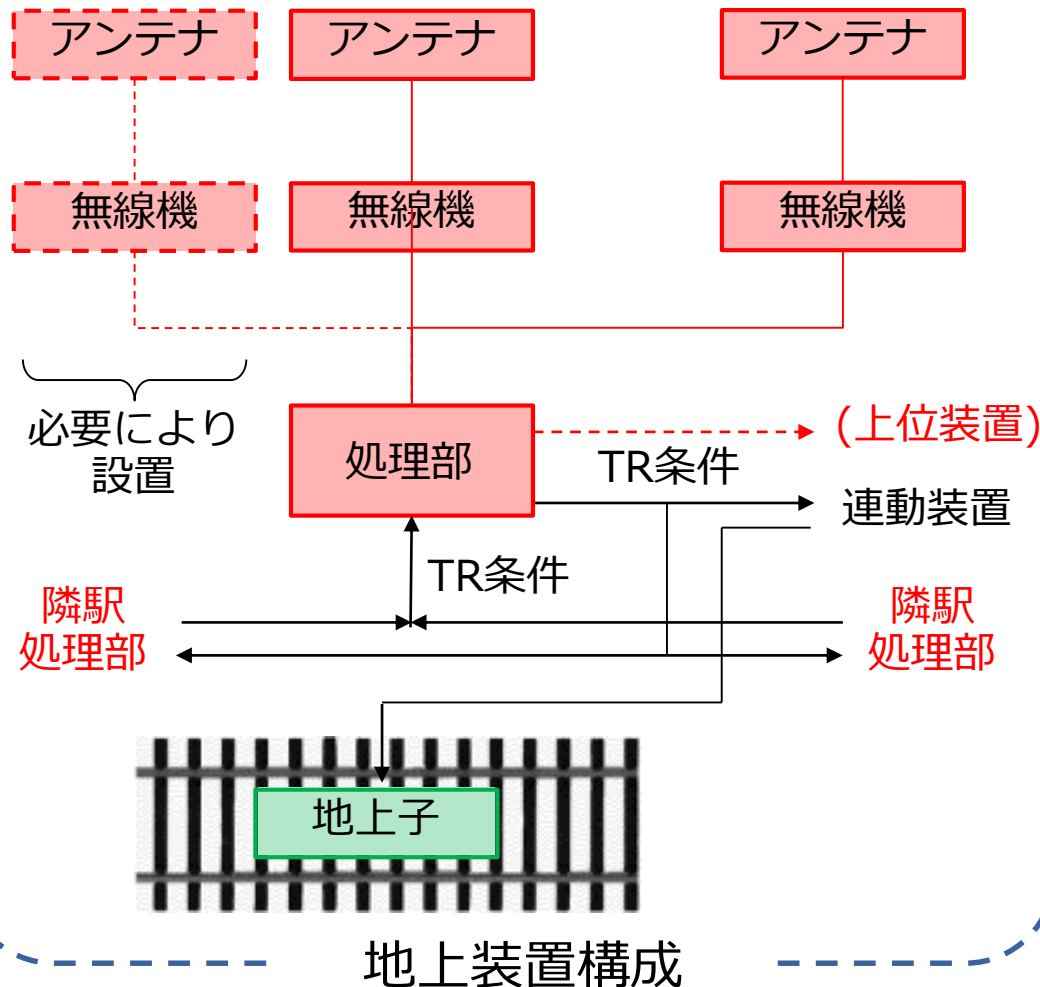 アンテナ
アンテナ
アンテナ
無線機
無線機
無線機
必要により
設置
処理部
(上位装置)
TR条件
連動装置
TR条件
隣駅
処理部
隣駅
処理部
地上子
地上装置構成